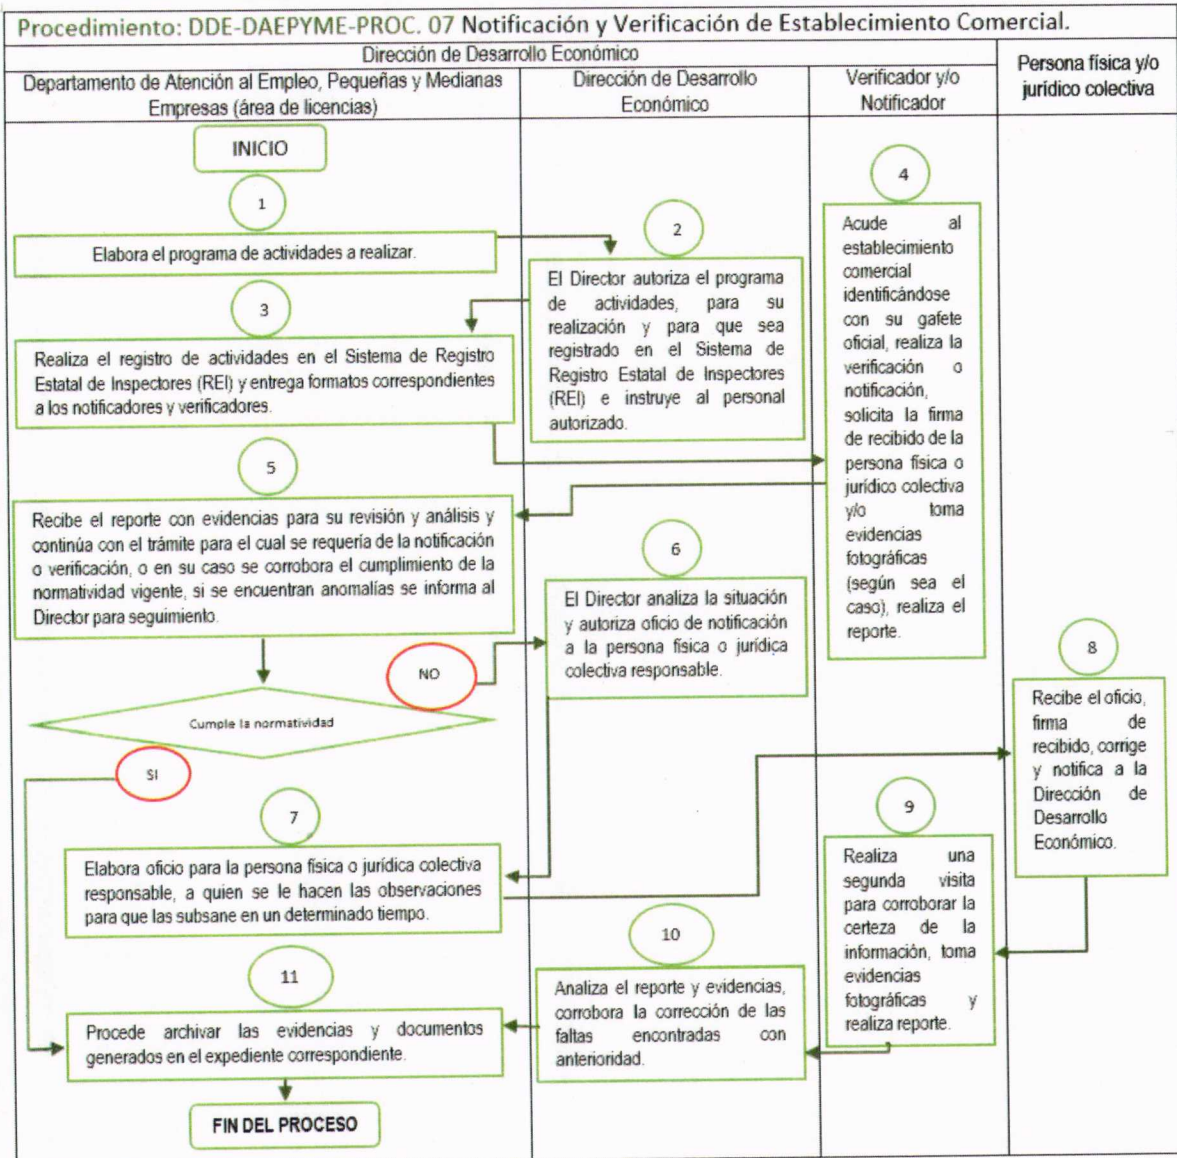 Procedimiento: DDE-DAEPYME-PROC. 07 Notificación y Verificación de Establecimiento Comercial.
Dirección de Desarrollo Económico
Persona física y/o
jurídico colectiva
Departamento de Atención al Empleo, Pequeñas y Medianas
Empresas (área de licencias)
Dirección de Desarrollo
Económico
Verificador y/o
Notificador
INICIO
1
Elabora el programa de actividades a realizar.
2
El Director autoriza el programa
de actividades, para su
realización y para que sea
registrado en el Sistema de
Registro Estatal de Inspectores
(REI) e instruye al personal
autorizado.
3
Realiza el registro de actividades en el Sistema de Registro
Estatal de Inspectores (REI) y entrega formatos correspondientes
a los notificadores y verificadores.
4
Acude al
establecimiento
comercial
identificándose
con su gafete
oficial, realiza la
verificación o
notificación,
solicita la firma
de recibido de la
persona física o
jurídico colectiva
y/o toma
evidencias
fotográficas
(según sea el
caso), realiza el
reporte.
5
Recibe el reporte con evidencias para su revisión y análisis y
continúa con el trámite para el cual se requería de la notificación
o verificación, o en su caso se corrobora el cumplimiento de la
normatividad vigente, si se encuentran anomalías se informa al
Director para seguimiento.
6
El Director analiza la situación
y autoriza oficio de notificación
a la persona física o jurídica
colectiva responsable.
NO
Cumple la normatividad
SI
7
Elabora oficio para la persona física o jurídica colectiva
responsable, a quien se le hacen las observaciones
para que las subsane en un determinado tiempo.
8
Recibe el oficio,
firma de
recibido, corrige
y notifica a la
Dirección de
Desarrollo
Económico.
9
Realiza una
segunda visita
para corroborar la
certeza de la
información, toma
evidencias
fotográficas y
realiza reporte.
10
Analiza el reporte y evidencias,
corrobora la corrección de las
faltas encontradas con
anterioridad.
11
Procede archivar las evidencias y documentos
generados en el expediente correspondiente.
FIN DEL PROCESO